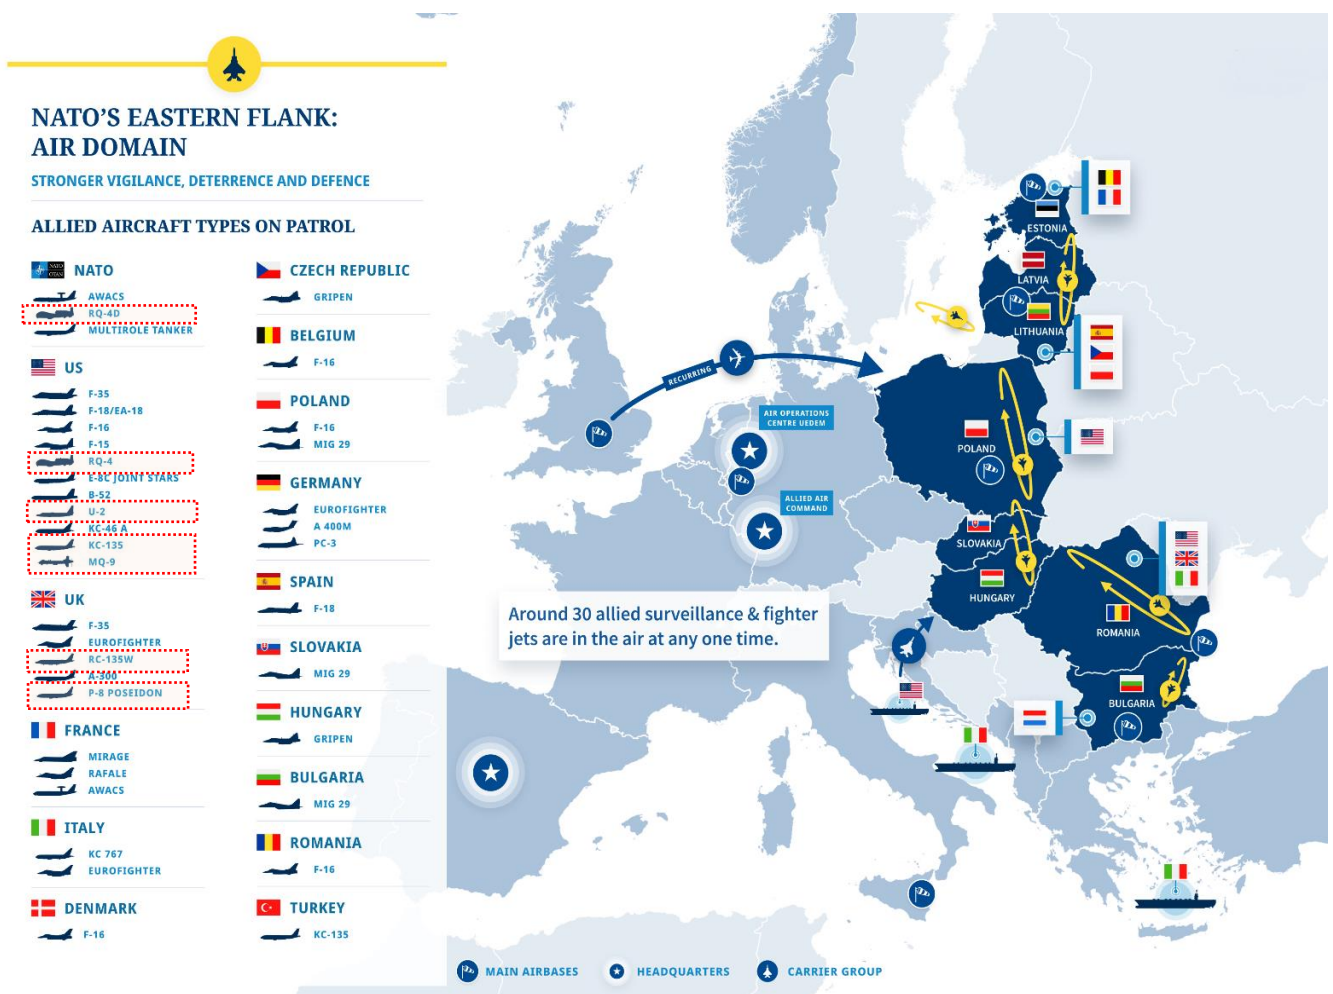 NATO'S EASTERN FLANK:
AIR DOMAIN
STRONGER VIGILANCE, DETERRENCE AND DEFENCE
ALLIED AIRCRAFT TYPES ON PATROL
NATO
OTAN
NATO
AWACS
RQ-4D
MULTIROLE TANKER
US
F-35
F-18/EA-18
F-16
F-15
RQ-4
E-8C JOINT STARS
B-52
U-2
KC-46 A
KC-135
MQ-9
UK
F-35
EUROFIGHTER
RC-135W
A-300
P-8 POSEIDON
FRANCE
MIRAGE
RAFALE
AWACS
ITALY
KC 767
EUROFIGHTER
DENMARK
F-16
CZECH REPUBLIC
GRIPEN
BELGIUM
F-16
POLAND
F-16
MIG 29
GERMANY
EUROFIGHTER
A 400M
PC-3
SPAIN
F-18
SLOVAKIA
MIG 29
HUNGARY
GRIPEN
BULGARIA
MIG 29
ROMANIA
F-16
TURKEY
KC-135
ESTONIA
LATVIA
LITHUANIA
RECURRING
AIR OPERATIONS
CENTRE UEDEM
POLAND
ALLIED AIR
COMMAND
SLOVAKIA
HUNGARY
Around 30 allied surveillance & fighter
jets are in the air at any one time.
ROMANIA
BULGARIA
MAIN AIRBASES
HEADQUARTERS
CARRIER GROUP